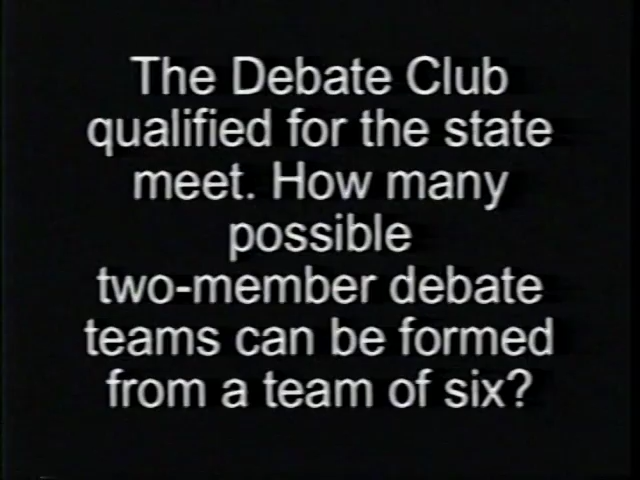 The Debate Club
qualified for the state
meet. How many
possible
two-member debate
teams can be formed
from a team of six?